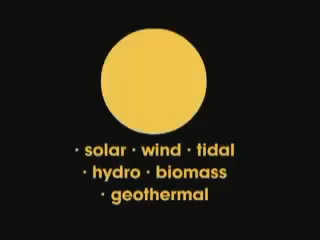 · solar · wind · tidal
· hydro · biomass
· geothermal